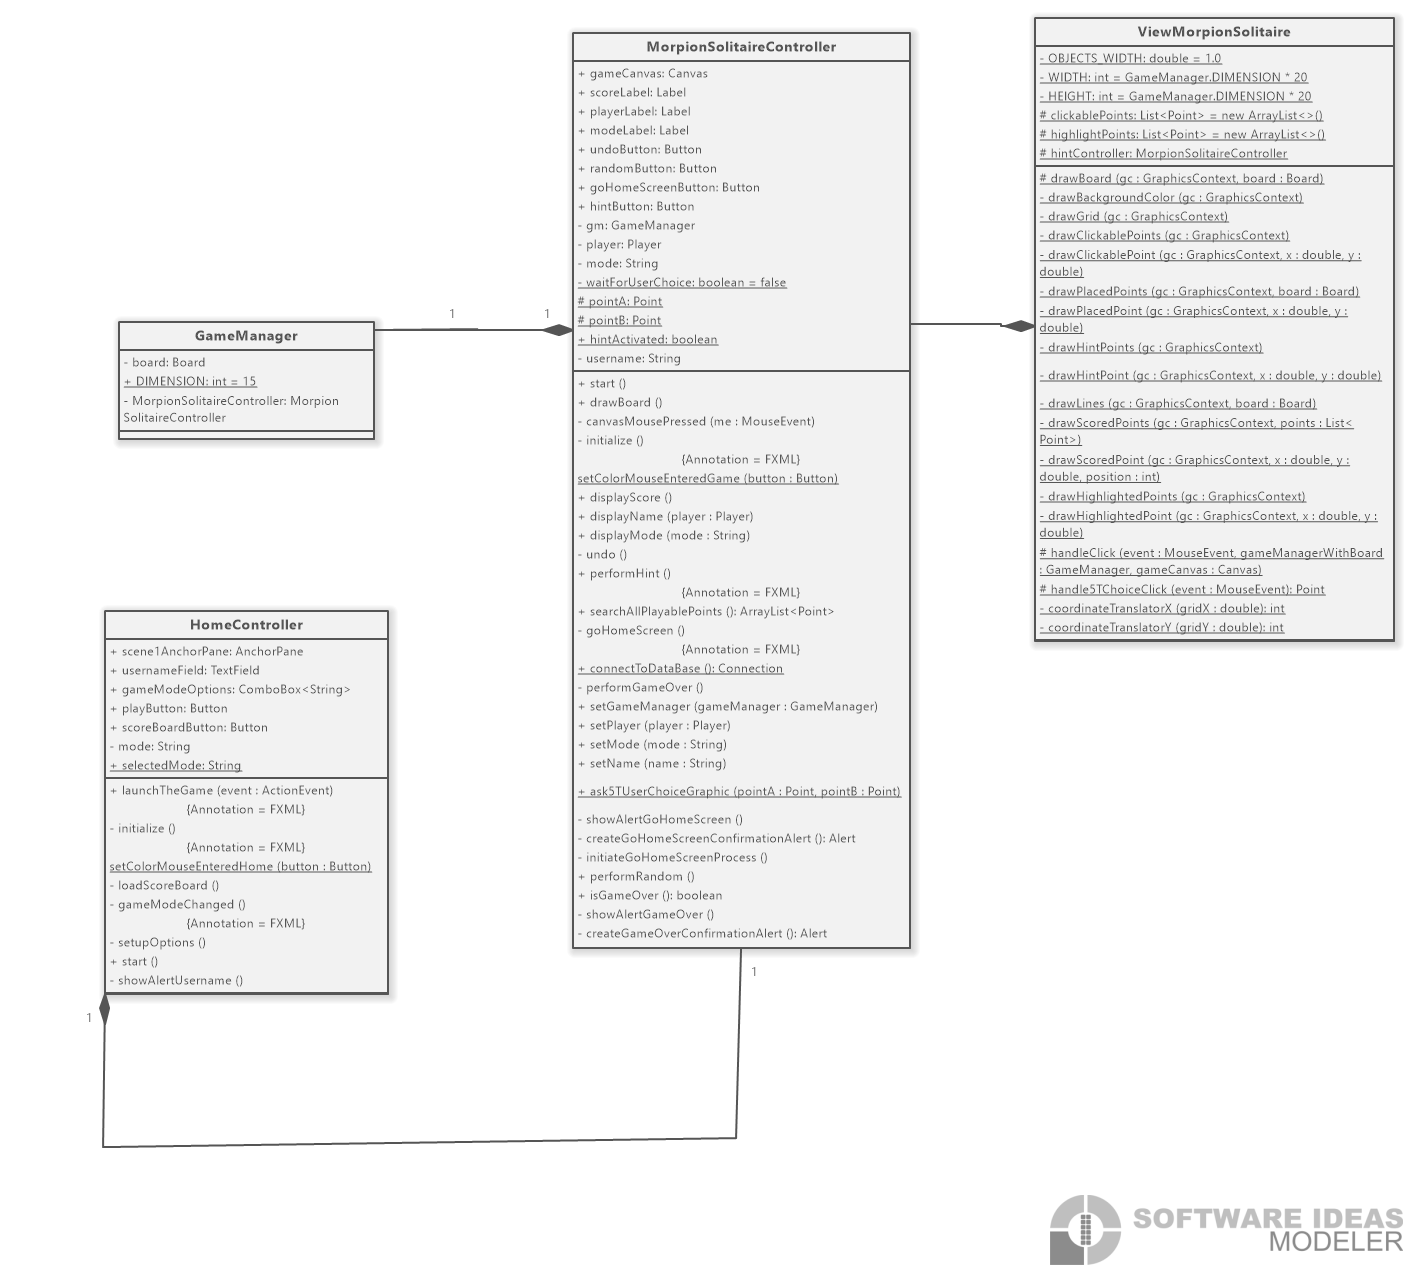 MorpionSolitaireController
+ gameCanvas: Canvas
+ scoreLabel: Label
+ playerLabel: Label
+ modeLabel: Label
+ undoButton: Button
+ randomButton: Button
+ goHomeScreenButton: Button
+ hintButton: Button
- gm: GameManager
- player: Player
- mode: String
- waitForUserChoice: boolean = false
# pointA: Point
# pointB: Point
+ hintActivated: boolean
- username: String
+ start ()
+ drawBoard ()
- canvasMousePressed (me : MouseEvent)
- initialize ()
{Annotation = FXML}
setColorMouseEnteredGame (button : Button)
+ displayScore ()
+ displayName (player : Player)
+ displayMode (mode : String)
- undo ()
+ performHint ()
{Annotation = FXML}
+ searchAllPlayablePoints (): ArrayList<Point>
- goHomeScreen ()
{Annotation = FXML}
+ connectToDataBase (): Connection
- performGameOver ()
+ setGameManager (gameManager : GameManager)
+ setPlayer (player : Player)
+ setMode (mode : String)
+ setName (name : String)
+ ask5TUserChoiceGraphic (pointA : Point, pointB : Point)
- showAlertGoHomeScreen ()
- createGoHomeScreenConfirmationAlert (): Alert
- initiateGoHomeScreenProcess ()
+ performRandom ()
+ isGameOver (): boolean
- showAlertGameOver ()
- createGameOverConfirmationAlert (): Alert
ViewMorpionSolitaire
- OBJECTS_WIDTH: double = 1.0
- WIDTH: int = GameManager.DIMENSION * 20
- HEIGHT: int = GameManager.DIMENSION * 20
# clickablePoints: List<Point> = new ArrayList<>()
# highlightPoints: List<Point> = new ArrayList<>()
# hintController: MorpionSolitaireController
# drawBoard (gc : GraphicsContext, board : Board)
- drawBackgroundColor (gc : GraphicsContext)
- drawGrid (gc : GraphicsContext)
- drawClickablePoints (gc : GraphicsContext)
- drawClickablePoint (gc : GraphicsContext, x : double, y :
double)
- drawPlacedPoints (gc : GraphicsContext, board : Board)
- drawPlacedPoint (gc : GraphicsContext, x : double, y :
double)
- drawHintPoints (gc : GraphicsContext)
- drawHintPoint (gc : GraphicsContext, x : double, y : double)
- drawLines (gc : GraphicsContext, board : Board)
- drawScoredPoints (gc : GraphicsContext, points : List<
Point>)
- drawScoredPoint (gc : GraphicsContext, x : double, y :
double, position : int)
- drawHighlightedPoints (gc : GraphicsContext)
- drawHighlightedPoint (gc : GraphicsContext, x : double, y :
double)
# handleClick (event : MouseEvent, gameManagerWithBoard
: GameManager, gameCanvas : Canvas)
# handle5TChoiceClick (event : MouseEvent): Point
- coordinateTranslatorX (gridX : double): int
- coordinateTranslatorY (gridY : double): int
1
1
GameManager
- board: Board
+ DIMENSION: int = 15
- MorpionSolitaireController: Morpion
SolitaireController
HomeController
+ scene1AnchorPane: AnchorPane
+ usernameField: TextField
+ gameModeOptions: ComboBox<String>
+ playButton: Button
+ scoreBoardButton: Button
- mode: String
+ selectedMode: String
+ launchTheGame (event : ActionEvent)
{Annotation = FXML}
- initialize ()
{Annotation = FXML}
setColorMouseEnteredHome (button : Button)
- loadScoreBoard ()
- gameModeChanged ()
{Annotation = FXML}
- setupOptions ()
+ start ()
- showAlertUsername ()
1
1
SOFTWARE IDEAS
MODELER